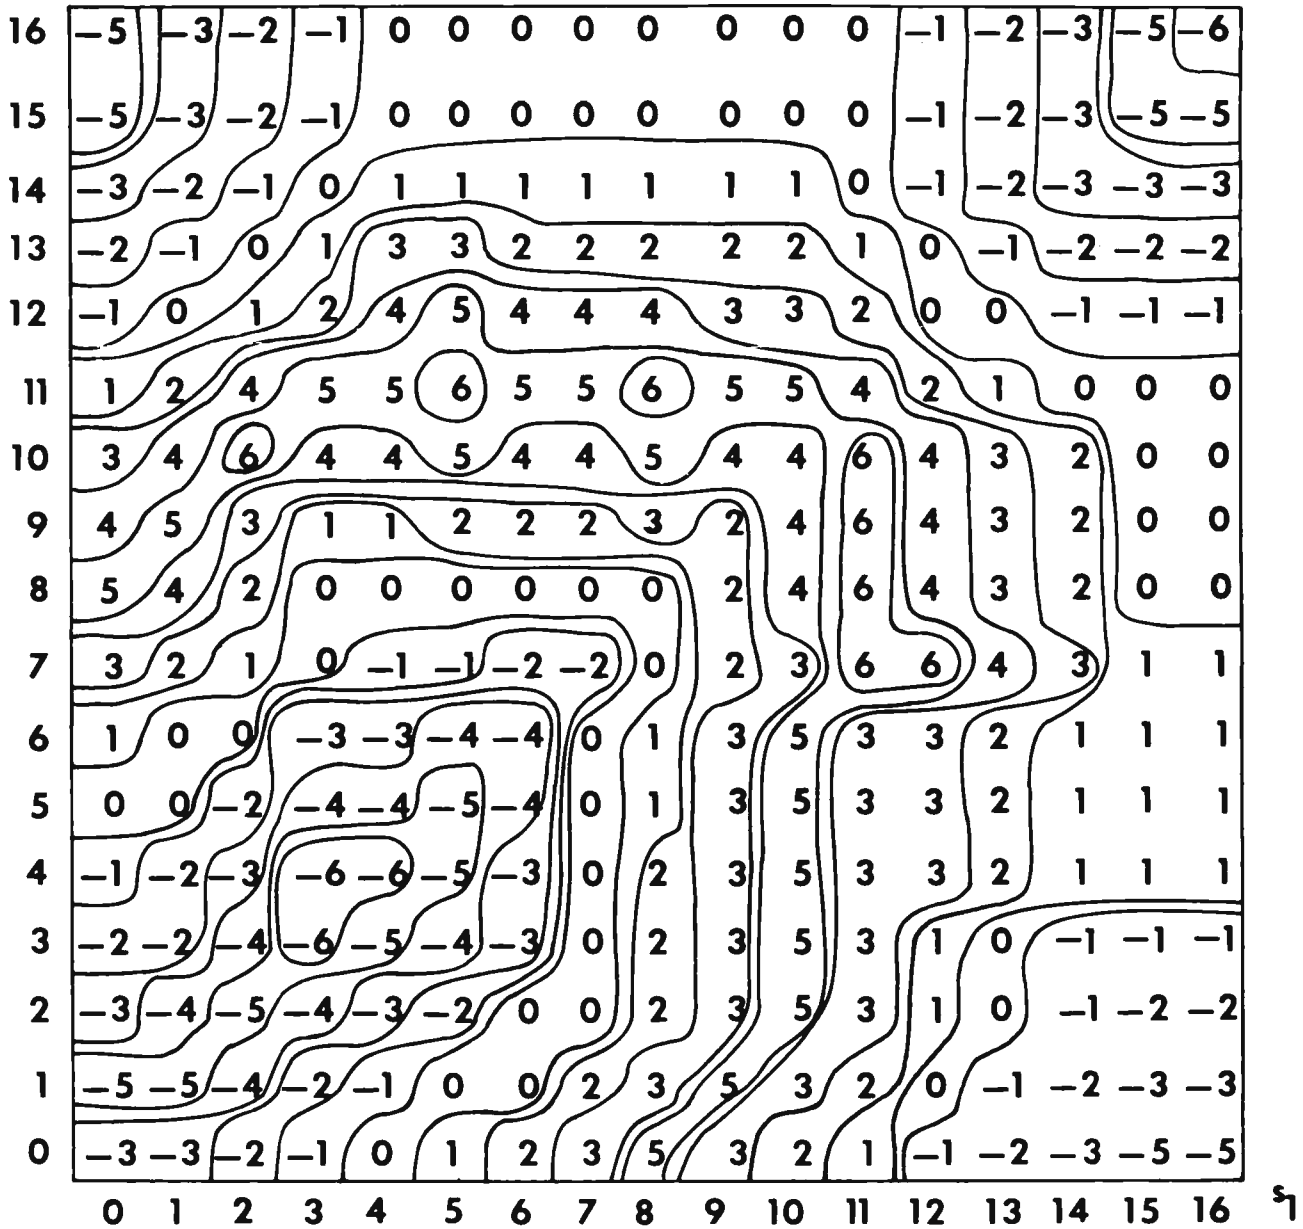 16 −5 −3 −2 −1 0 0 0 0 0 0 0 0 −1 −2 −3 −5 −6
15 −5 −3 −2 −1 0 0 0 0 0 0 0 0 −1 −2 −3 −5 −5
14 −3 −2 −1 0 1 1 1 1 1 1 1 0 −1 −2 −3 −3 −3
13 −2 −1 0 1 3 3 2 2 2 2 2 1 0 −1 −2 −2 −2
12 −1 0 1 2 4 5 4 4 4 3 3 2 0 0 −1 −1 −1
11 1 2 4 5 5 6 5 5 6 5 5 4 2 1 0 0 0
10 3 4 6 4 4 5 4 4 5 4 4 6 4 3 2 0 0
9 4 5 3 1 1 2 2 2 3 2 4 6 4 3 2 0 0
8 5 4 2 0 0 0 0 0 0 2 4 6 4 3 2 0 0
7 3 2 1 0 −1 −1 −2 −2 0 2 3 6 6 4 3 1 1
6 1 0 0 −3 −3 −4 −4 0 1 3 5 3 3 2 1 1 1
5 0 0 −2 −4 −4 −5 −4 0 1 3 5 3 3 2 1 1 1
4 −1 −2 −3 −6 −6 −5 −3 0 2 3 5 3 3 2 1 1 1
3 −2 −2 −4 −6 −5 −4 −3 0 2 3 5 3 1 0 −1 −1 −1
2 −3 −4 −5 −4 −3 −2 0 0 2 3 5 3 1 0 −1 −2 −2
1 −5 −5 −4 −2 −1 0 0 2 3 5 3 2 0 −1 −2 −3 −3
0 −3 −3 −2 −1 0 1 2 3 5 3 2 1 −1 −2 −3 −5 −5
0 1 2 3 4 5 6 7 8 9 10 11 12 13 14 15 16